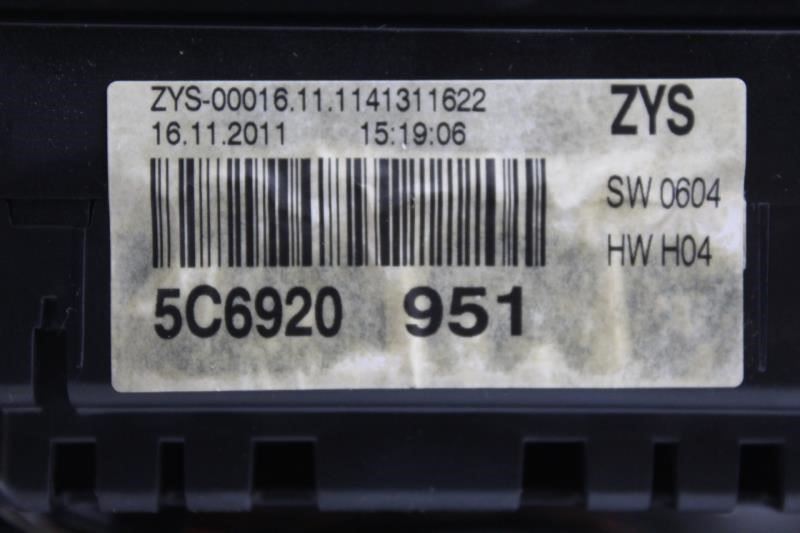 ZYS-00016.11.1141311622
16.11.2011 15:19:06
ZYS
SW 0604
HW H04
5C6920 951